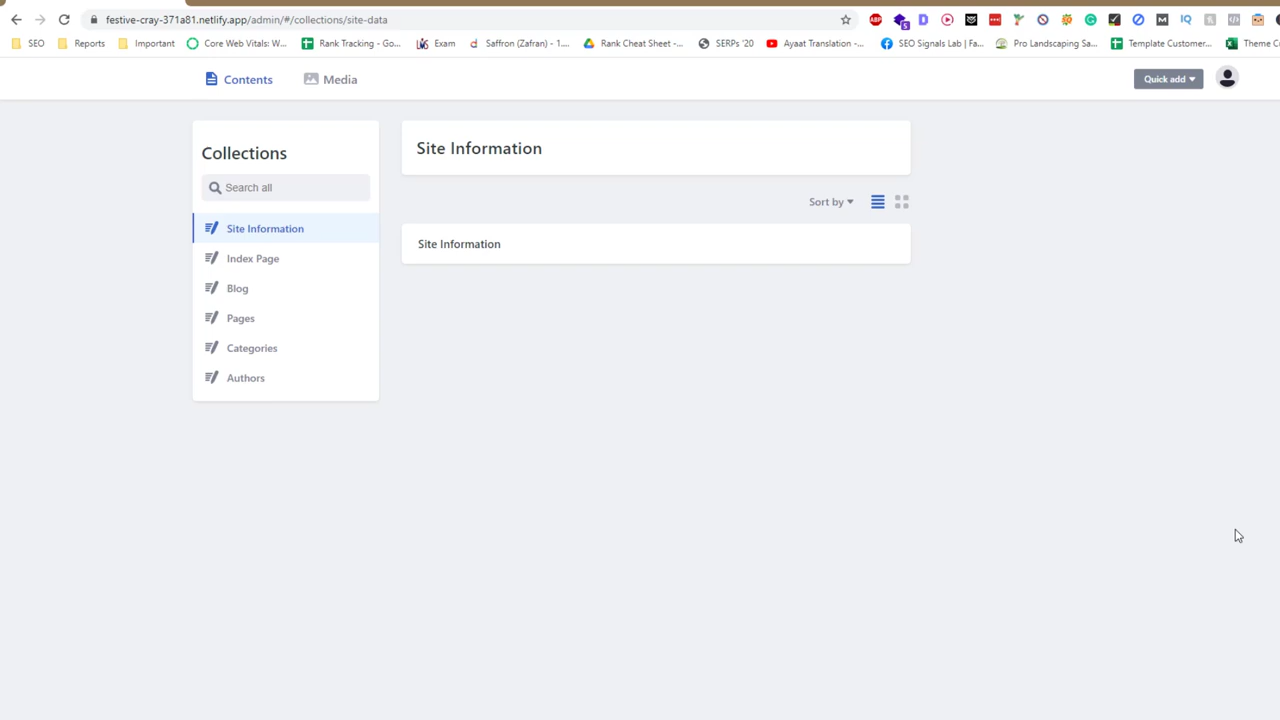 festive-cray-371a81.netlify.app/admin/#/collections/site-data
SEO Reports Important Core Web Vitals: W... Rank Tracking - Go... Exam Saffron (Zafran) - 1.... Rank Cheat Sheet -... SERPs '20 Ayaat Translation -... SEO Signals Lab | Fa... Pro Landscaping Sa... Template Customer... Theme C
Contents Media Quick add
Collections
Search all
Site Information
Index Page
Blog
Pages
Categories
Authors
Site Information
Sort by
Site Information